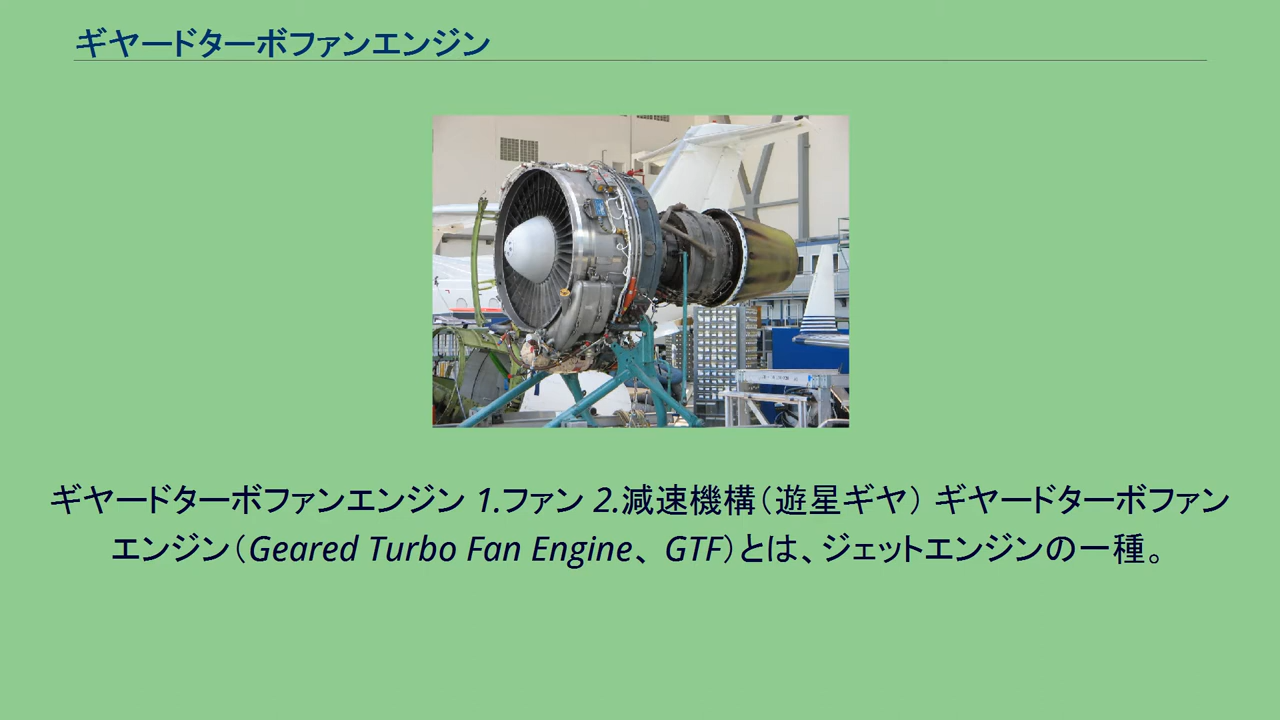 ギヤードターボファンエンジン
ギヤードターボファンエンジン 1.ファン 2.減速機構（遊星ギヤ） ギヤードターボファン
エンジン（Geared Turbo Fan Engine、 GTF）とは、ジェットエンジンの一種。